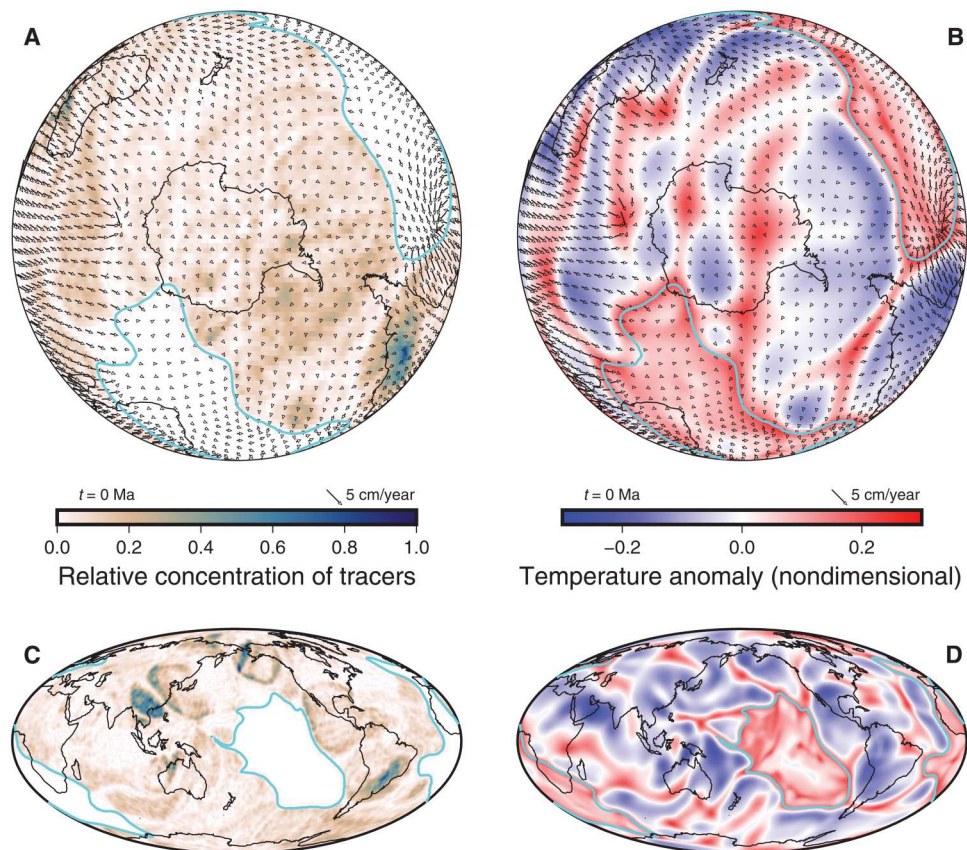 A
B
t = 0 Ma
5 cm/year
0.0 0.2 0.4 0.6 0.8 1.0
Relative concentration of tracers
t = 0 Ma
5 cm/year
−0.2 0.0 0.2
Temperature anomaly (nondimensional)
C
D